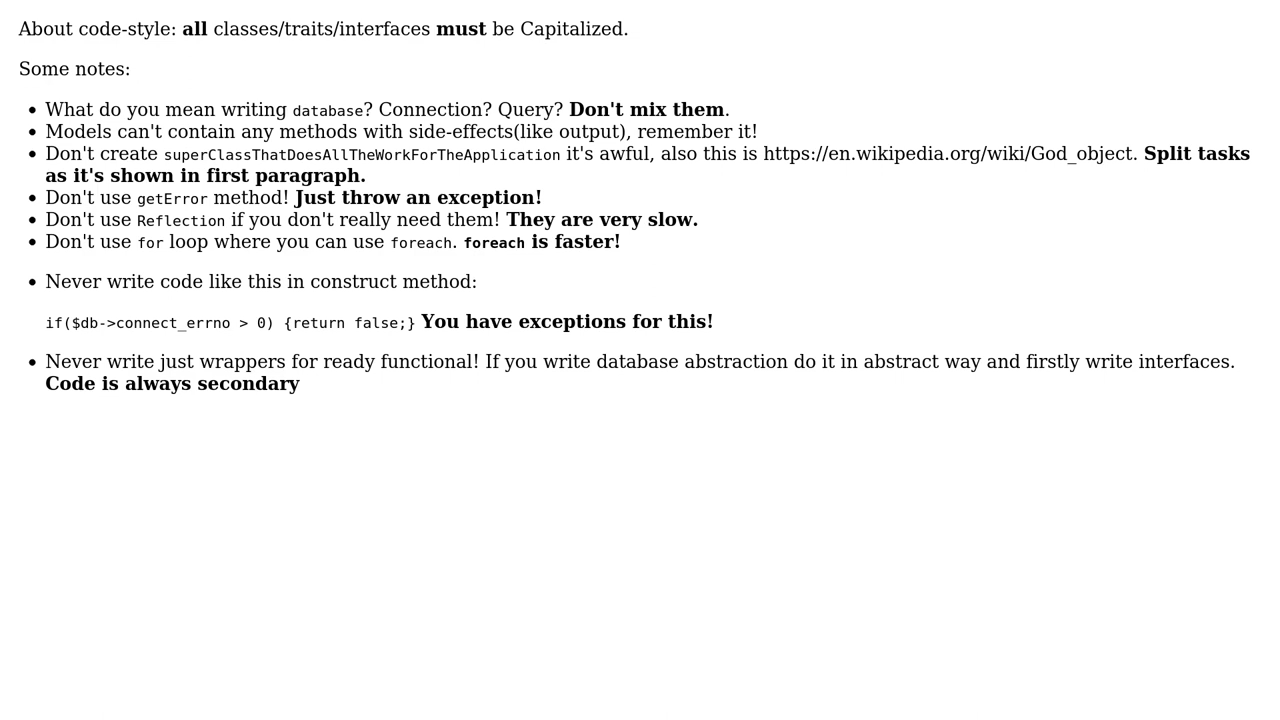 About code-style: all classes/traits/interfaces must be Capitalized.
Some notes:
• What do you mean writing database? Connection? Query? Don't mix them.
• Models can't contain any methods with side-effects(like output), remember it!
• Don't create superClassThatDoesAllTheWorkForTheApplication it's awful, also this is https://en.wikipedia.org/wiki/God_object. Split tasks
as it's shown in first paragraph.
• Don't use getError method! Just throw an exception!
• Don't use Reflection if you don't really need them! They are very slow.
• Don't use for loop where you can use foreach. foreach is faster!
• Never write code like this in construct method:
if($db->connect_errno > 0) {return false;} You have exceptions for this!
• Never write just wrappers for ready functional! If you write database abstraction do it in abstract way and firstly write interfaces.
Code is always secondary